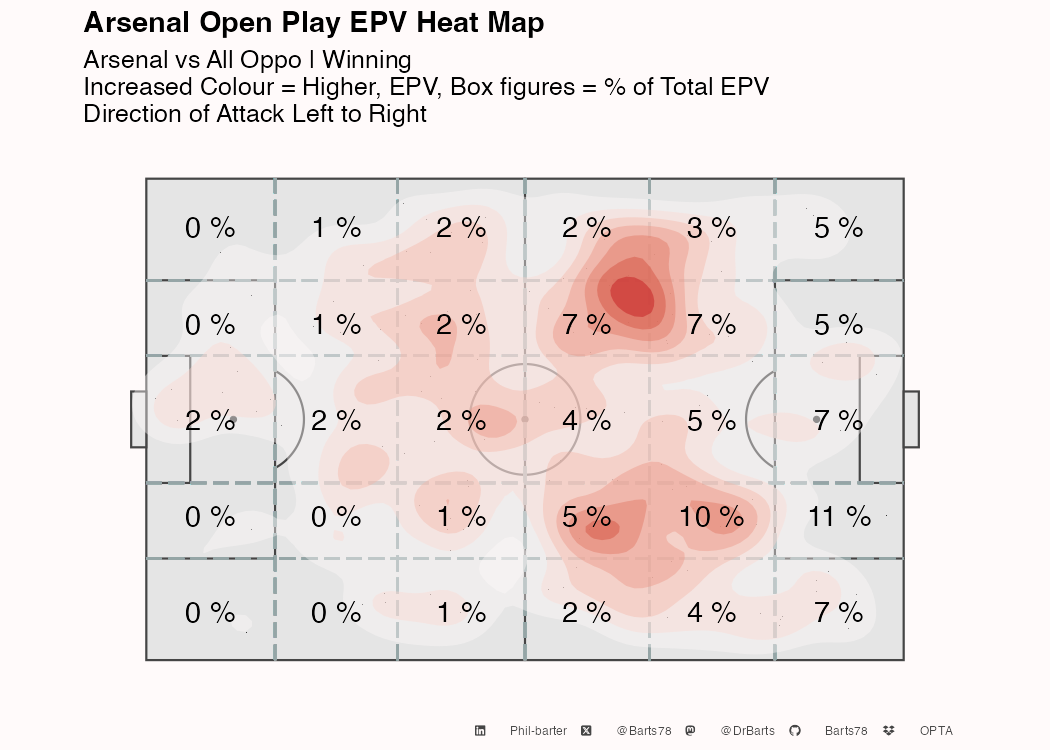 Arsenal Open Play EPV Heat Map
Arsenal vs All Oppo | Winning
Increased Colour = Higher, EPV, Box figures = % of Total EPV
Direction of Attack Left to Right
0 % 1 % 2 % 2 % 3 % 5 %
0 % 1 % 2 % 7 % 7 % 5 %
2 % 2 % 2 % 4 % 5 % 7 %
0 % 0 % 1 % 5 % 10 % 11 %
0 % 0 % 1 % 2 % 4 % 7 %
Phil-barter @Barts78 @DrBarts Barts78 OPTA